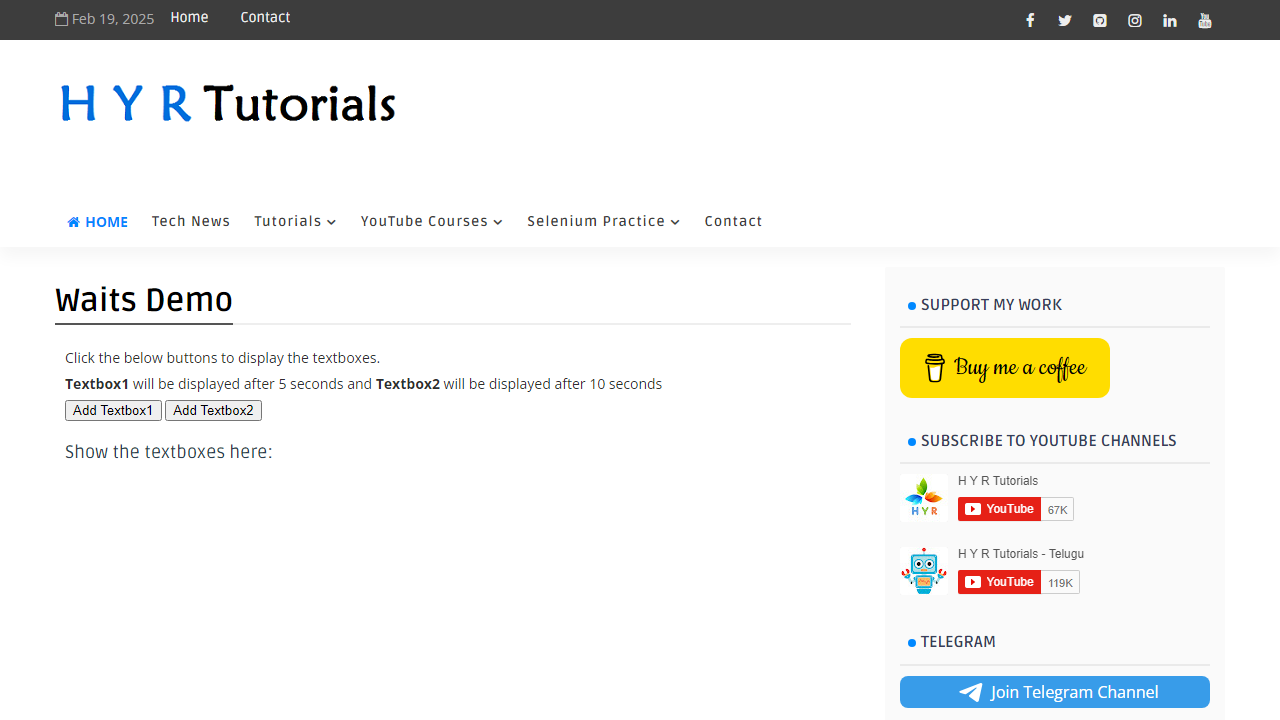 Feb 19, 2025 Home Contact
H Y R Tutorials
HOME Tech News Tutorials YouTube Courses Selenium Practice Contact
Waits Demo
Click the below buttons to display the textboxes.
Textbox1 will be displayed after 5 seconds and Textbox2 will be displayed after 10 seconds
Add Textbox1 Add Textbox2
Show the textboxes here:
SUPPORT MY WORK
Buy me a coffee
SUBSCRIBE TO YOUTUBE CHANNELS
H Y R Tutorials
H Y R
YouTube 67K
H Y R Tutorials - Telugu
YouTube 119K
TELEGRAM
Join Telegram Channel